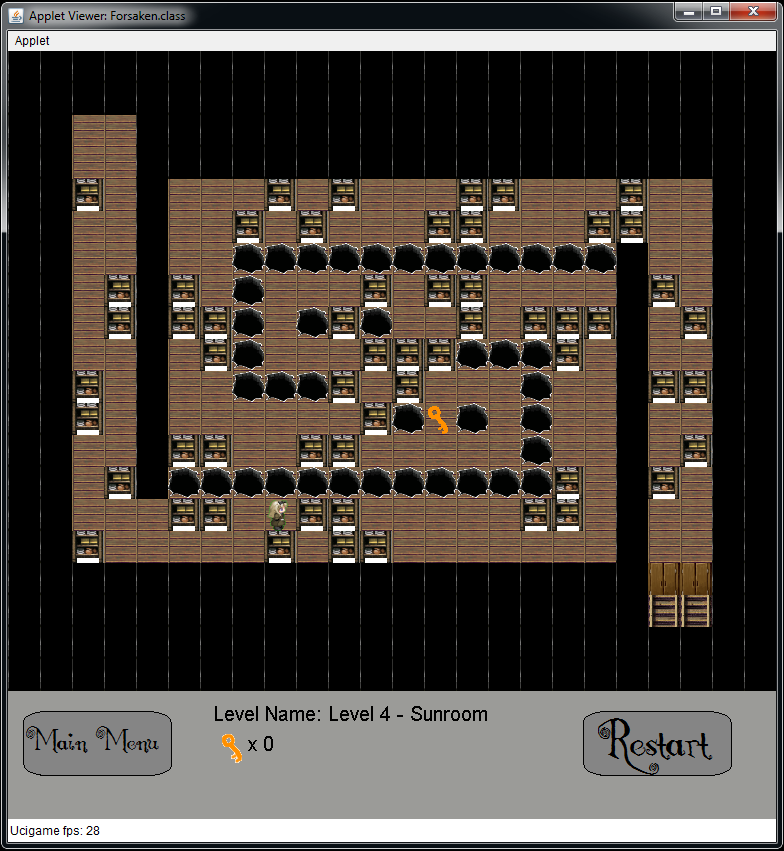 Applet Viewer: Forsaken.class
Applet
Level Name: Level 4 - Sunroom
x 0
Main Menu
Restart
Ucigame fps: 28